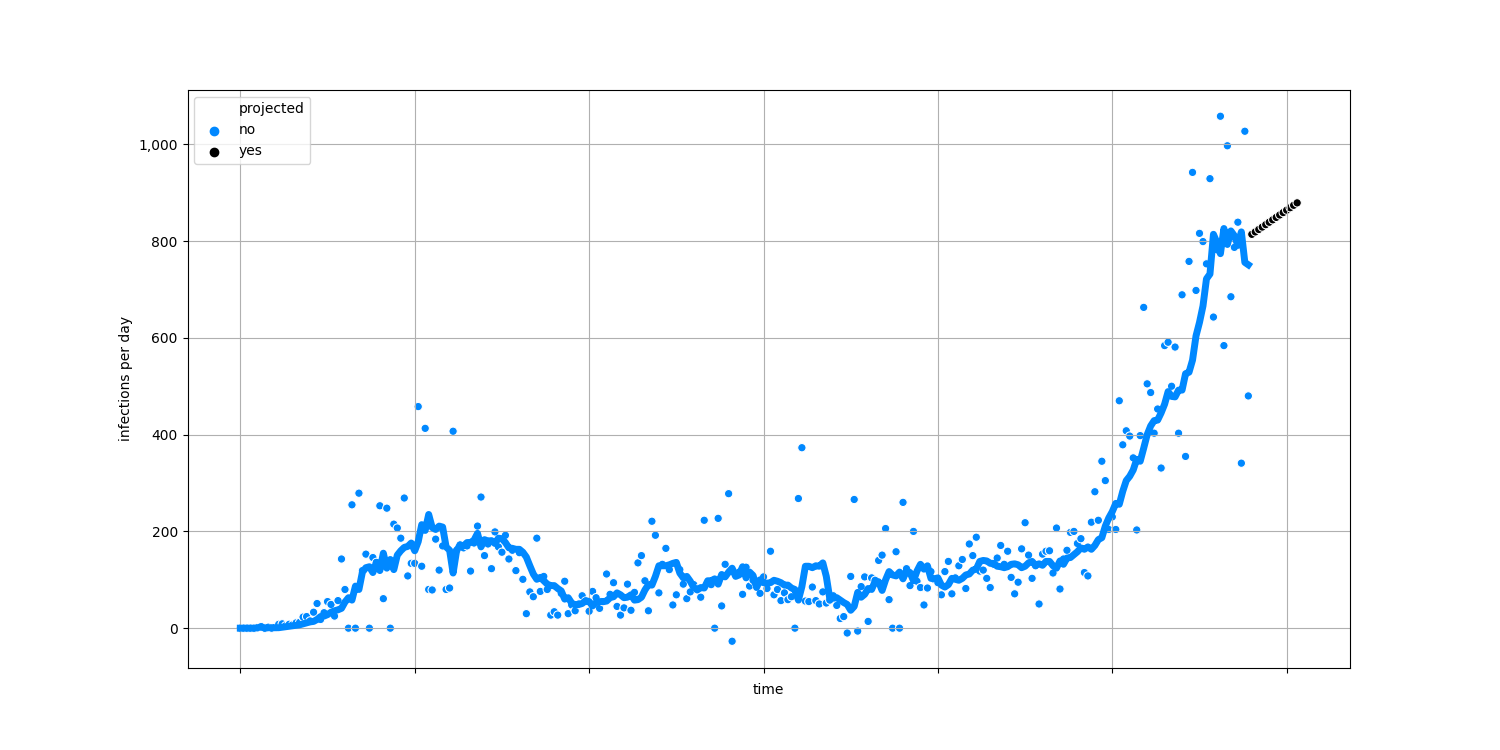 projected
no
yes
1,000
800
600
400
200
0
infections per day
time